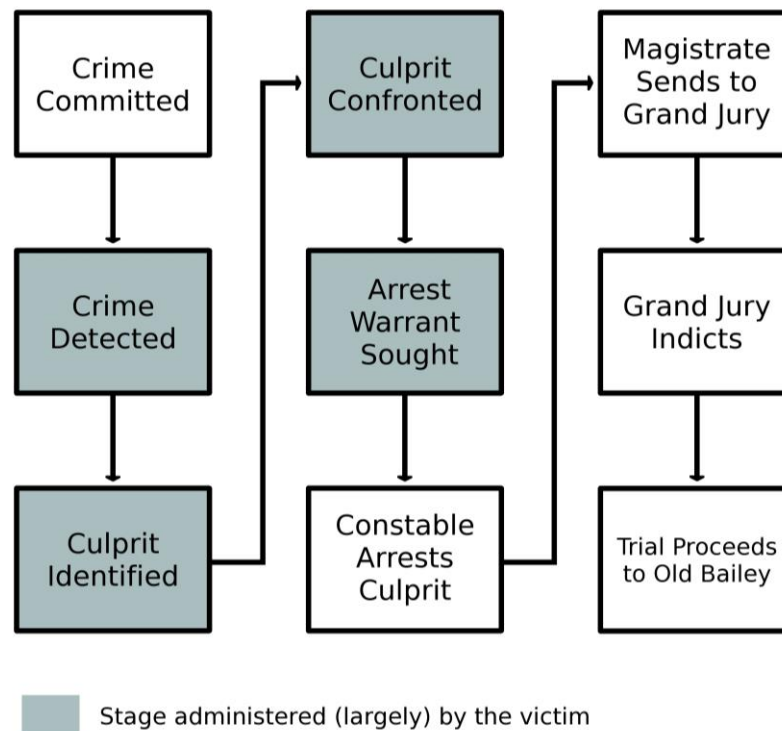 Crime
Committed
Crime
Detected
Culprit
Identified
Culprit
Confronted
Arrest
Warrant
Sought
Constable
Arrests
Culprit
Magistrate
Sends to
Grand Jury
Grand Jury
Indicts
Trial Proceeds
to Old Bailey
Stage administered (largely) by the victim